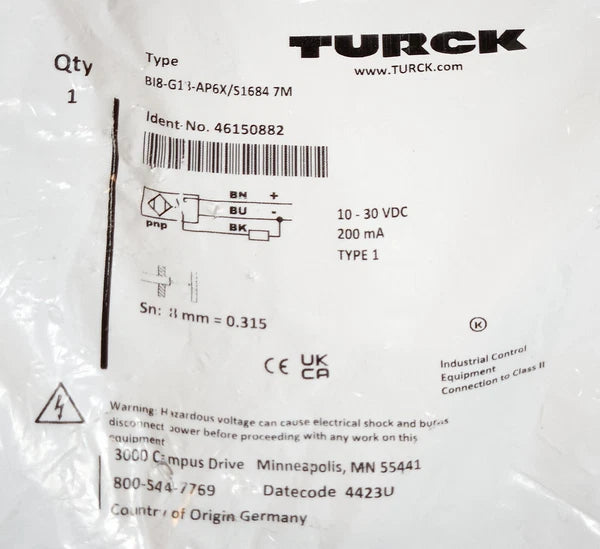 TURCK
www.TURCK.com
Qty
1
Type
BI8-G18-AP6X/S1684 7M
Ident-No. 46150882
BN +
BU -
BK
pnp
10 - 30 VDC
200 mA
TYPE 1
Sn: 8 mm = 0.315
K
Industrial Control
Equipment
Connection to Class II
CE UK CA
Warning: Hazardous voltage can cause electrical shock and burns
disconnect power before proceeding with any work on this
equipment
3000 Campus Drive Minneapolis, MN 55441
800-544-7769 Datecode 4423U
Country of Origin Germany